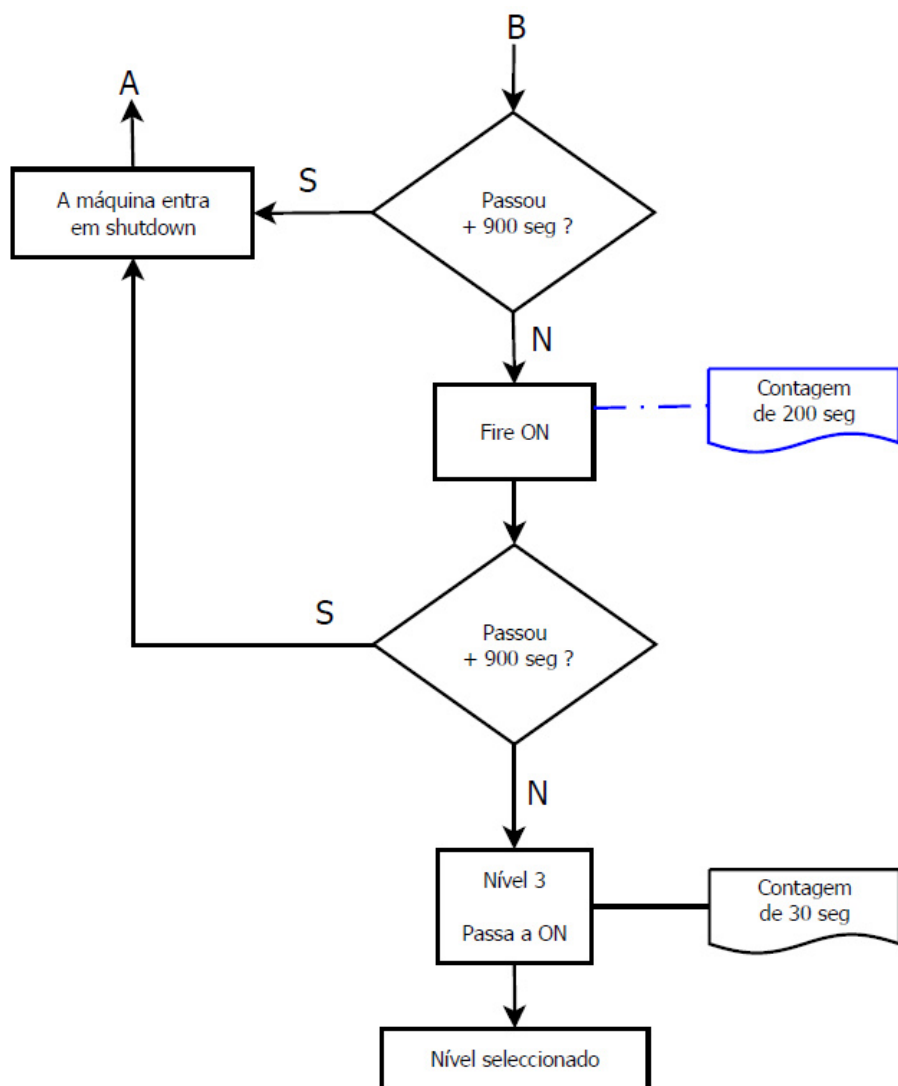 B
A
A máquina entra
em shutdown
S
Passou
+ 900 seg ?
N
Fire ON
Contagem
de 200 seg
S
Passou
+ 900 seg ?
N
Nível 3
Passa a ON
Contagem
de 30 seg
Nível seleccionado